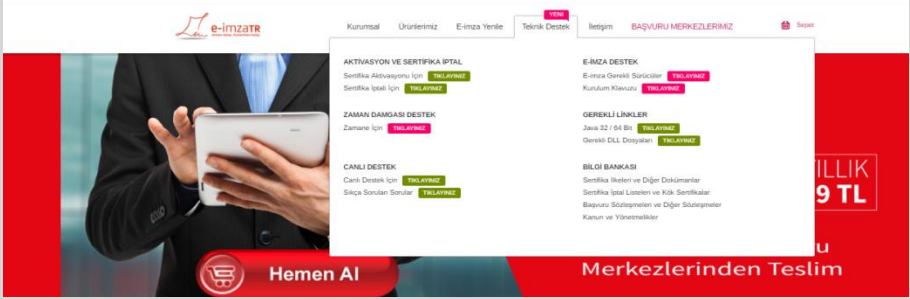 e-imzaTR
Kurumsal
Ürünlerimiz
E-imza Yenile
YENİ
Teknik Destek
İletişim
BAŞVURU MERKEZLERİMİZ
Sepet
AKTİVASYON VE SERTİFİKA İPTAL
Sertifika Aktivasyonu İçin TIKLAYINIZ
Sertifika İptali İçin TIKLAYINIZ
ZAMAN DAMGASI DESTEK
Zamane İçin TIKLAYINIZ
CANLI DESTEK
Canlı Destek İçin TIKLAYINIZ
Sıkça Sorulan Sorular TIKLAYINIZ
E-İMZA DESTEK
E-imza Gerekli Sürücüler TIKLAYINIZ
Kurulum Klavuzu TIKLAYINIZ
GEREKLİ LİNKLER
Java 32 / 64 Bit TIKLAYINIZ
Gerekli DLL Dosyaları TIKLAYINIZ
BİLGİ BANKASI
Sertifika İlkeleri ve Diğer Dokümanlar
Sertifika İptal Listeleri ve Kök Sertifikalar
Başvuru Sözleşmeleri ve Diğer Sözleşmeler
Kanun ve Yönetmelikler
ILLIK
9 TL
Hemen Al
u
Merkezlerinden Teslim